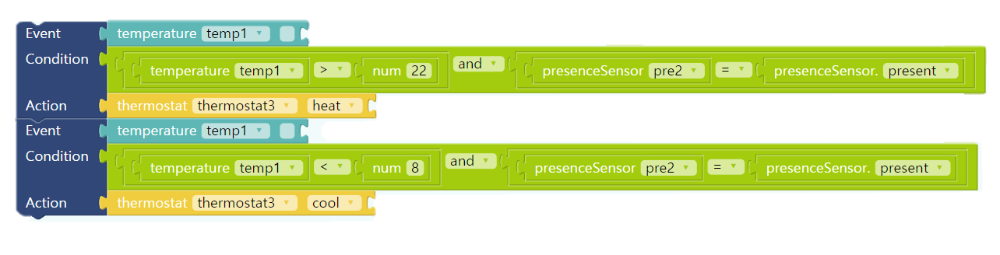 Event temperature temp1
Condition temperature temp1 > num 22 and presenceSensor pre2 = presenceSensor. present
Action thermostat thermostat3 heat
Event temperature temp1
Condition temperature temp1 < num 8 and presenceSensor pre2 = presenceSensor. present
Action thermostat thermostat3 cool